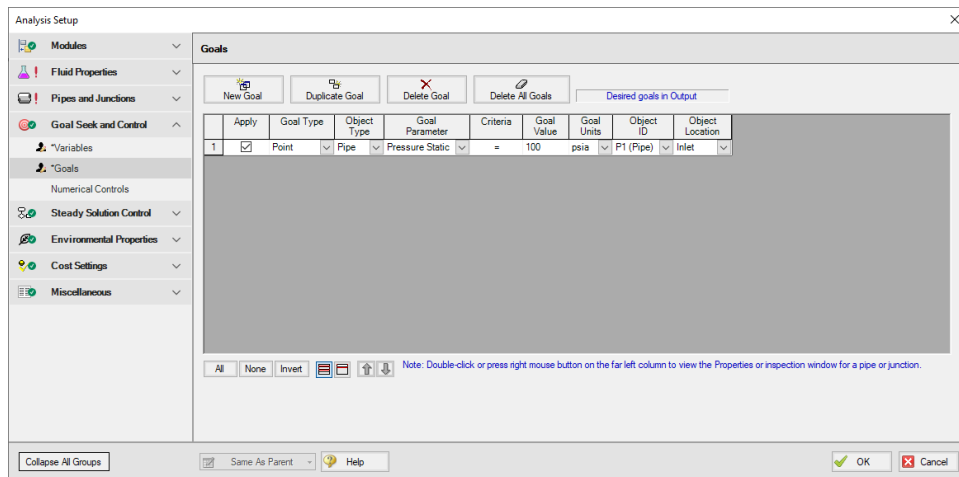 Analysis Setup
Modules
Fluid Properties
Pipes and Junctions
Goal Seek and Control
*Variables
*Goals
Numerical Controls
Steady Solution Control
Environmental Properties
Cost Settings
Miscellaneous
Goals
New Goal Duplicate Goal Delete Goal Delete All Goals Desired goals in Output
Apply Goal Type Object Type Goal Parameter Criteria Goal Value Goal Units Object ID Object Location
1 Point Pipe Pressure Static = 100 psia P1 (Pipe) Inlet
All None Invert Note: Double-click or press right mouse button on the far left column to view the Properties or inspection window for a pipe or junction.
Collapse All Groups Same As Parent Help OK Cancel